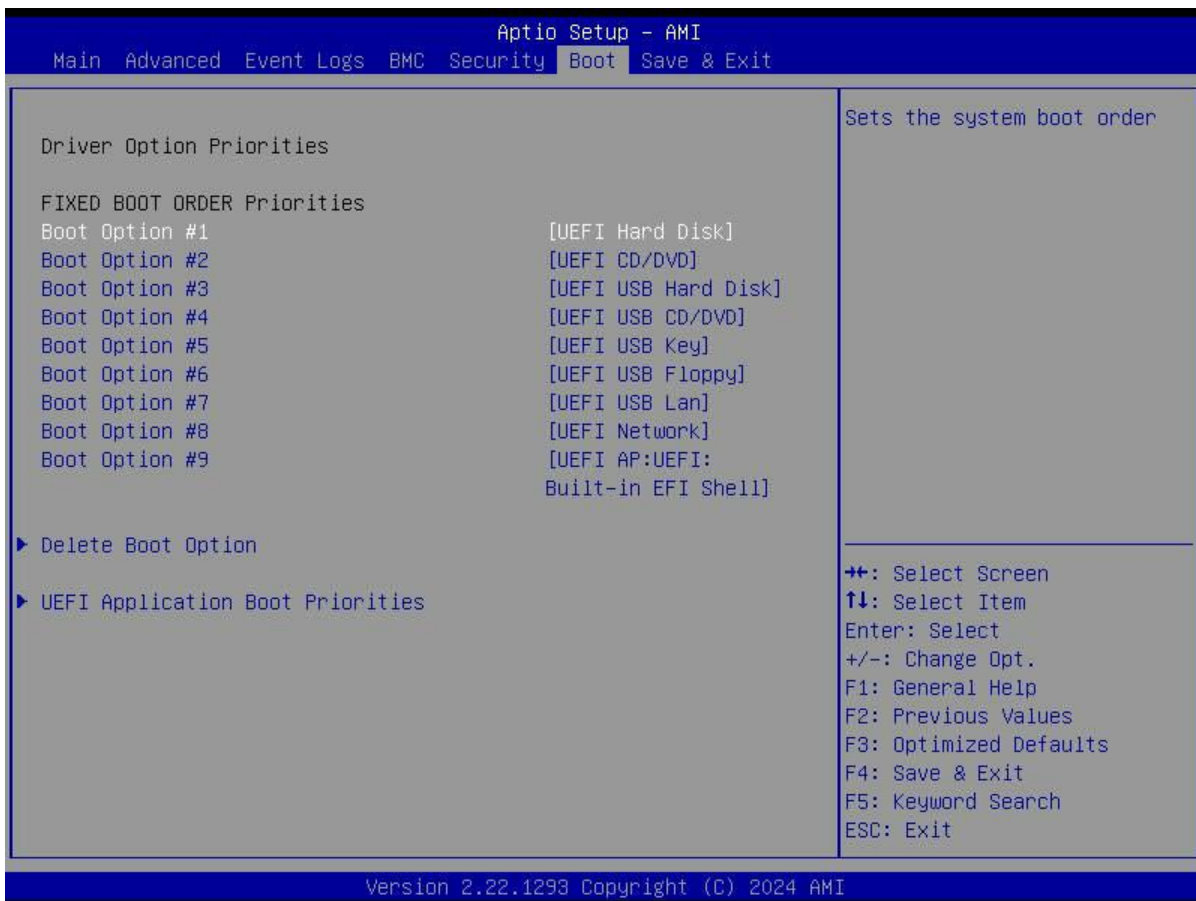 Aptio Setup – AMI
Main Advanced Event Logs BMC Security Boot Save & Exit
Sets the system boot order
Driver Option Priorities
FIXED BOOT ORDER Priorities
Boot Option #1 [UEFI Hard Disk]
Boot Option #2 [UEFI CD/DVD]
Boot Option #3 [UEFI USB Hard Disk]
Boot Option #4 [UEFI USB CD/DVD]
Boot Option #5 [UEFI USB Key]
Boot Option #6 [UEFI USB Floppy]
Boot Option #7 [UEFI USB Lan]
Boot Option #8 [UEFI Network]
Boot Option #9 [UEFI AP:UEFI:
Built-in EFI Shell]
Delete Boot Option
UEFI Application Boot Priorities
→←: Select Screen
↑↓: Select Item
Enter: Select
+/-: Change Opt.
F1: General Help
F2: Previous Values
F3: Optimized Defaults
F4: Save & Exit
F5: Keyword Search
ESC: Exit
Version 2.22.1293 Copyright (C) 2024 AMI